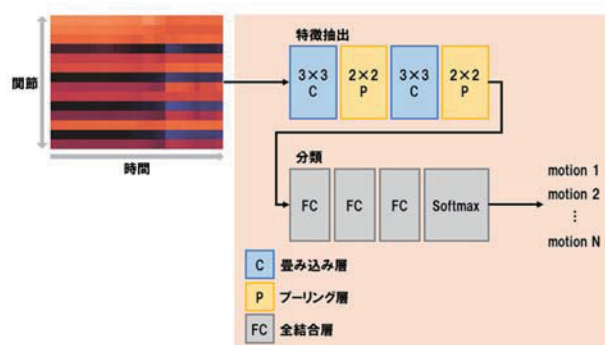 関節
時間
特徴抽出
3×3
C
2×2
P
3×3
C
2×2
P
分類
FC
FC
FC
Softmax
motion 1
motion 2
⋮
motion N
C 畳み込み層
P プーリング層
FC 全結合層